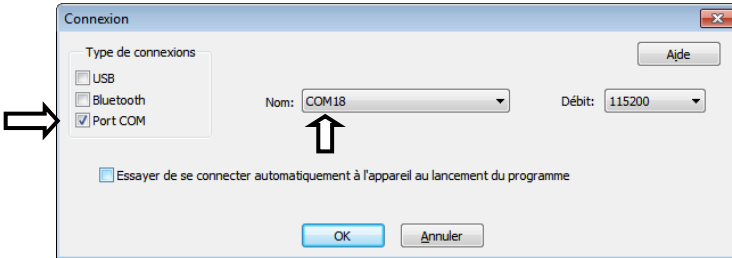 Connexion
Type de connexions
Aide
USB
Bluetooth
Nom: COM18
Débit: 115200
Port COM
Essayer de se connecter automatiquement à l'appareil au lancement du programme
OK
Annuler